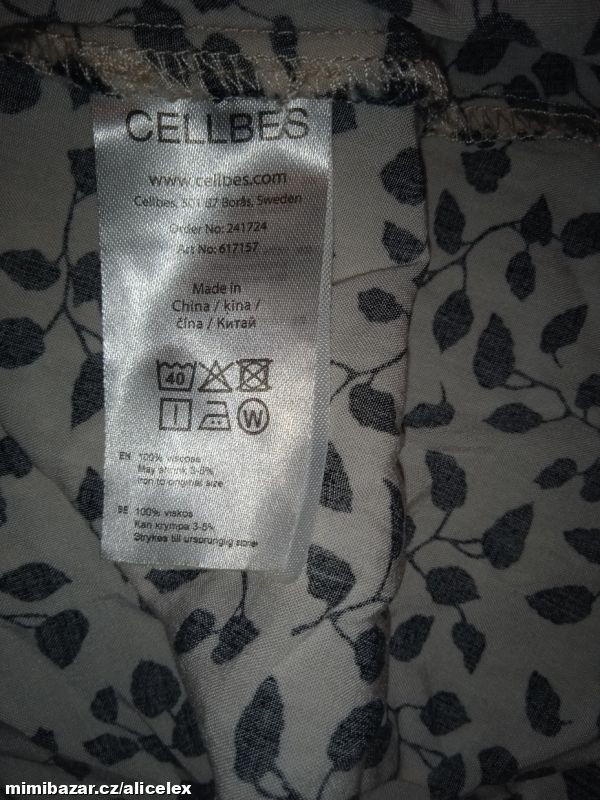 CELLBES
www.cellbes.com
Cellbes, 501 87 Borås, Sweden
Order No: 241724
Art No: 617157
Made in
China / kina /
čína / Китай
40
W
EN 100% viscose
May shrink 3-5%
Iron to original size
SE 100% viskos
Kan krympa 3-5%
Strykes till ursprunglig storlek
mimibazar.cz/alicelex